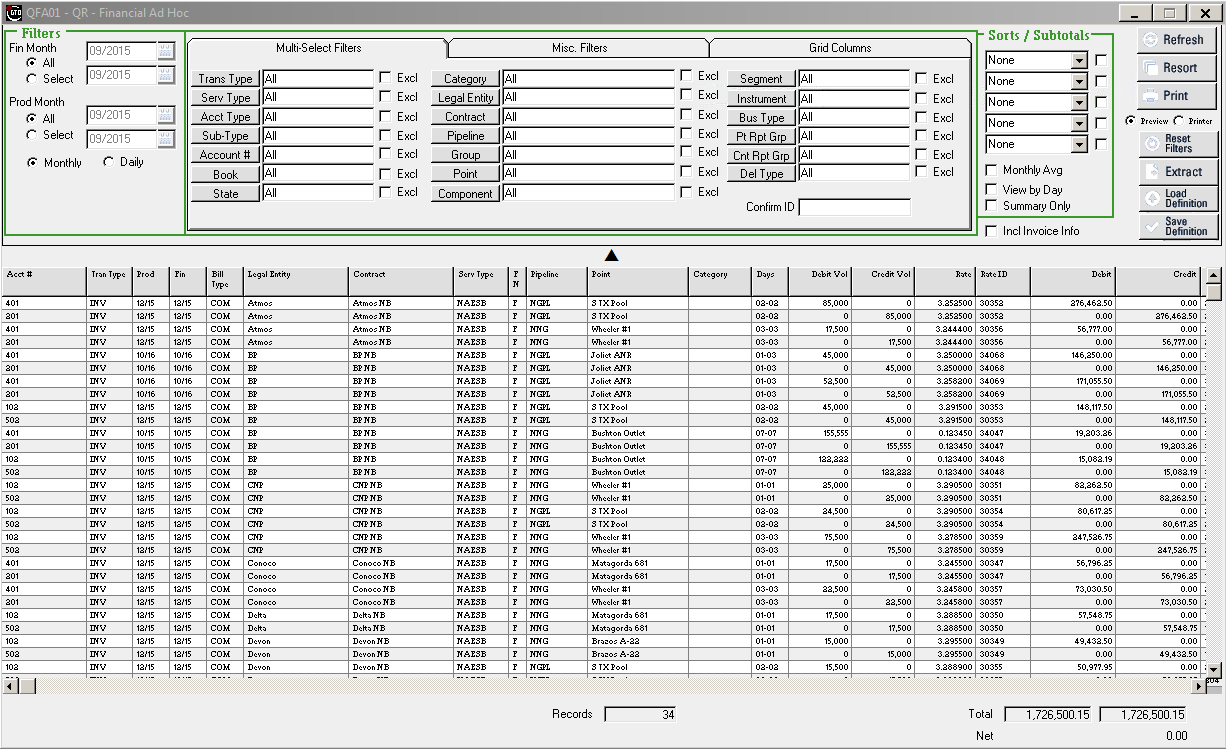 QFA01 - QR - Financial Ad Hoc
Filters
Fin Month
All
Select
09/2015
09/2015
Prod Month
All
Select
09/2015
09/2015
Monthly Daily
Multi-Select Filters Misc. Filters Grid Columns
Trans Type All Excl Category All Excl Segment All Excl
Serv Type All Excl Legal Entity All Excl Instrument All Excl
Acct Type All Excl Contract All Excl Bus Type All Excl
Sub-Type All Excl Pipeline All Excl Pt Rpt Grp All Excl
Account # All Excl Group All Excl Cnt Rpt Grp All Excl
Book All Excl Point All Excl Del Type All Excl
State All Excl Component All Excl
Confirm ID
Sorts / Subtotals
None
None
None
None
None
Monthly Avg
View by Day
Summary Only
Incl Invoice Info
Refresh
Resort
Print
Preview Printer
Reset Filters
Extract
Load Definition
Save Definition
Acct # Tran Type Prod Fin Bill Type Legal Entity Contract Serv Type P N Pipeline Point Category Days Debit Vol Credit Vol Rate Rate ID Debit Credit
401 INV 12/15 12/15 COM Atmos Atmos NB NAESB P NGPL STX Pool 02-02 85,000 0 3.252500 30352 276,462.50 0.00
201 INV 12/15 12/15 COM Atmos Atmos NB NAESB P NGPL STX Pool 02-02 0 85,000 3.252500 30352 0.00 276,462.50
401 INV 12/15 12/15 COM Atmos Atmos NB NAESB P NNG Wheeler #1 03-03 17,500 0 3.244400 30356 56,777.00 0.00
201 INV 12/15 12/15 COM Atmos Atmos NB NAESB P NNG Wheeler #1 03-03 0 17,500 3.244400 30356 0.00 56,777.00
401 INV 10/16 10/16 COM BP BP NB NAESB P NGPL Joliet ANR 01-03 45,000 0 3.250000 34068 146,250.00 0.00
201 INV 10/16 10/16 COM BP BP NB NAESB P NGPL Joliet ANR 01-03 0 45,000 3.250000 34068 0.00 146,250.00
401 INV 10/16 10/16 COM BP BP NB NAESB P NGPL Joliet ANR 01-03 52,500 0 3.258200 34069 171,055.50 0.00
201 INV 10/16 10/16 COM BP BP NB NAESB P NGPL Joliet ANR 01-03 0 52,500 3.258200 34069 0.00 171,055.50
102 INV 12/15 12/15 COM BP BP NB NAESB P NGPL STX Pool 02-02 45,000 0 3.291500 30353 148,117.50 0.00
502 INV 12/15 12/15 COM BP BP NB NAESB P NGPL STX Pool 02-02 0 45,000 3.291500 30353 0.00 148,117.50
401 INV 10/15 10/15 COM BP BP NB NAESB P NNG Bushton Outlet 07-07 155,555 0 0.123450 34047 19,203.26 0.00
201 INV 10/15 10/15 COM BP BP NB NAESB P NNG Bushton Outlet 07-07 0 155,555 0.123450 34047 0.00 19,203.26
102 INV 10/15 10/15 COM BP BP NB NAESB P NNG Bushton Outlet 07-07 122,222 0 0.123400 34048 15,082.19 0.00
502 INV 10/15 10/15 COM BP BP NB NAESB P NNG Bushton Outlet 07-07 0 122,222 0.123400 34048 0.00 15,082.19
102 INV 12/15 12/15 COM CNP CNP NB NAESB P NNG Wheeler #1 01-01 25,000 0 3.290500 30351 82,262.50 0.00
502 INV 12/15 12/15 COM CNP CNP NB NAESB P NNG Wheeler #1 01-01 0 25,000 3.290500 30351 0.00 82,262.50
102 INV 12/15 12/15 COM CNP CNP NB NAESB P NNG STX Pool 02-02 24,500 0 3.290500 30354 80,617.25 0.00
502 INV 12/15 12/15 COM CNP CNP NB NAESB P NNG STX Pool 02-02 0 24,500 3.290500 30354 0.00 80,617.25
102 INV 12/15 12/15 COM CNP CNP NB NAESB P NNG Wheeler #1 03-03 75,500 0 3.278500 30359 247,526.75 0.00
502 INV 12/15 12/15 COM CNP CNP NB NAESB P NNG Wheeler #1 03-03 0 75,500 3.278500 30359 0.00 247,526.75
401 INV 12/15 12/15 COM Conoco Conoco NB NAESB P NNG Matagorda 681 01-01 17,500 0 3.245500 30347 56,796.25 0.00
201 INV 12/15 12/15 COM Conoco Conoco NB NAESB P NNG Matagorda 681 01-01 0 17,500 3.245500 30347 0.00 56,796.25
401 INV 12/15 12/15 COM Conoco Conoco NB NAESB P NNG Wheeler #1 03-03 22,500 0 3.245800 30357 73,030.50 0.00
201 INV 12/15 12/15 COM Conoco Conoco NB NAESB P NNG Wheeler #1 03-03 0 22,500 3.245800 30357 0.00 73,030.50
102 INV 12/15 12/15 COM Delta Delta NB NAESB P NNG Matagorda 681 01-01 17,500 0 3.288500 30350 57,548.75 0.00
502 INV 12/15 12/15 COM Delta Delta NB NAESB P NNG Matagorda 681 01-01 0 17,500 3.288500 30350 0.00 57,548.75
102 INV 12/15 12/15 COM Devon Devon NB NAESB P NNG Brazos A-22 01-01 15,000 0 3.295500 30349 49,432.50 0.00
502 INV 12/15 12/15 COM Devon Devon NB NAESB P NNG Brazos A-22 01-01 0 15,000 3.295500 30349 0.00 49,432.50
102 INV 12/15 12/15 COM Devon Devon NB NAESB P NGPL STX Pool 02-02 15,500 0 3.288900 30355 50,977.95 0.00
Records 34 Total 1,726,500.15 1,726,500.15
Net 0.00